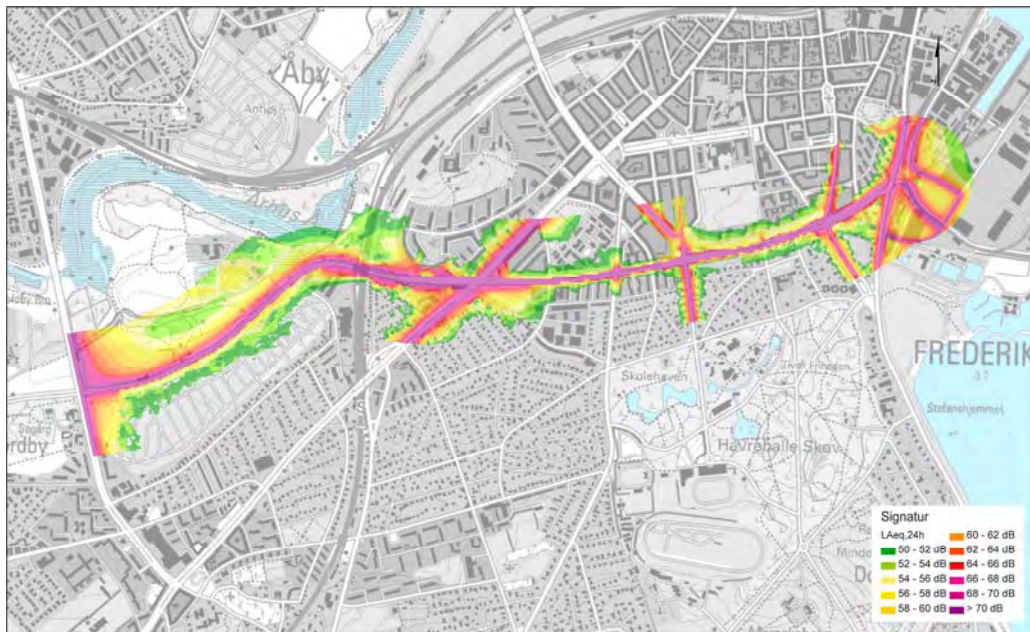 Åby
Anhøj
Århus
FREDERIK
Skolehaven
Stefanshjemmet
Havreballe Skov
Signatur
LAeq,24h
50 - 52 dB
52 - 54 dB
54 - 56 dB
56 - 58 dB
58 - 60 dB
60 - 62 dB
62 - 64 dB
64 - 66 dB
66 - 68 dB
68 - 70 dB
> 70 dB